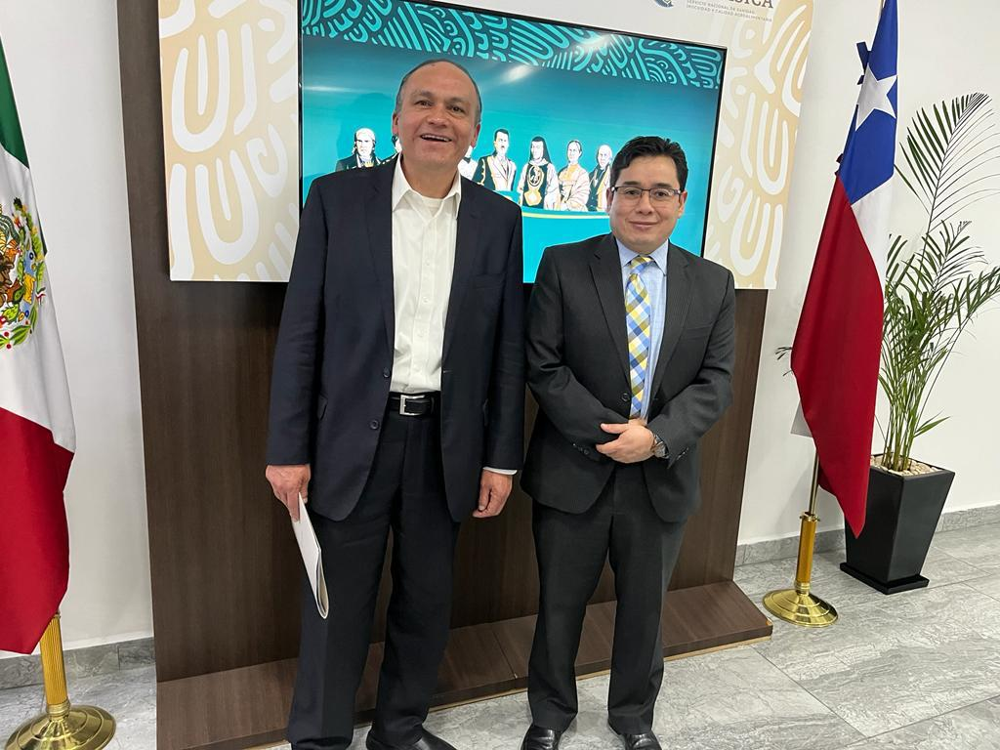 SERVICIO NACIONAL DE SANIDAD,
INOCUIDAD Y CALIDAD AGROALIMENTARIA